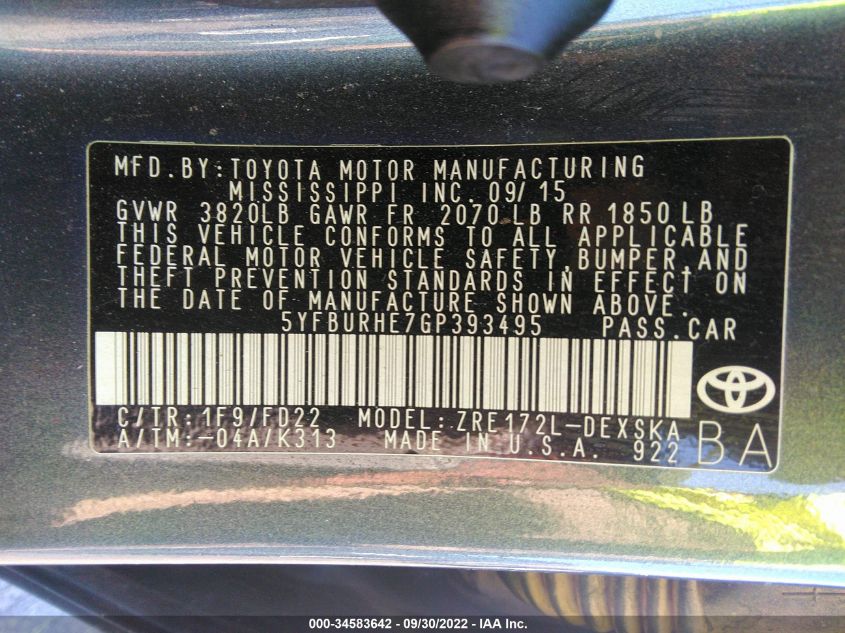 MFD.BY:TOYOTA MOTOR MANUFACTURING
MISSISSIPPI INC. 09/15
GVWR 3820LB GAWR FR 2070 LB RR 1850 LB
THIS VEHICLE CONFORMS TO ALL APPLICABLE
FEDERAL MOTOR VEHICLE SAFETY,BUMPER,AND
THEFT PREVENTION STANDARDS IN EFFECT ON
THE DATE OF MANUFACTURE SHOWN ABOVE.
5YFBURHE7GP393495 PASS.CAR
C/TR:1F9/FD22 MODEL:ZRE172L-DEXSKA
A/TM:-04A/K313 MADE IN U.S.A. 922 BA
000-34583642 - 09/30/2022 - IAA Inc.